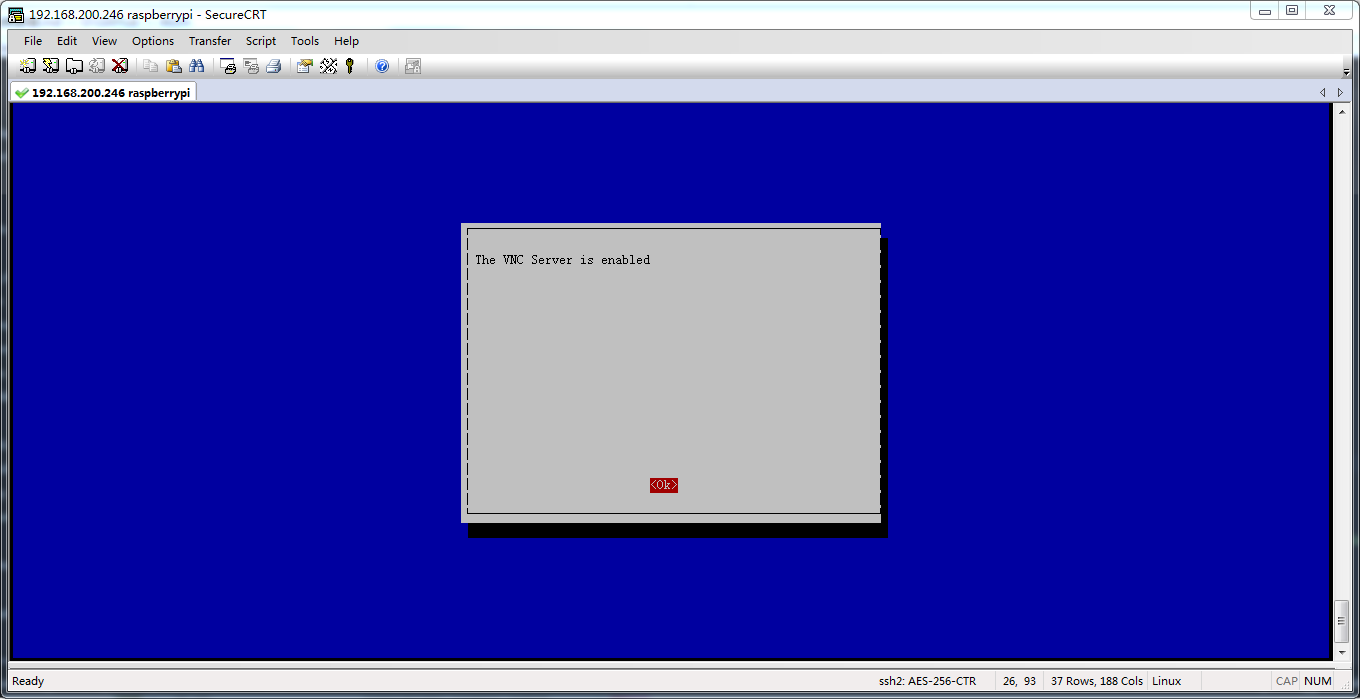 192.168.200.246 raspberrypi - SecureCRT
File Edit View Options Transfer Script Tools Help
192.168.200.246 raspberrypi
The VNC Server is enabled
<Ok>
Ready ssh2: AES-256-CTR 26, 93 37 Rows, 188 Cols Linux CAP NUM